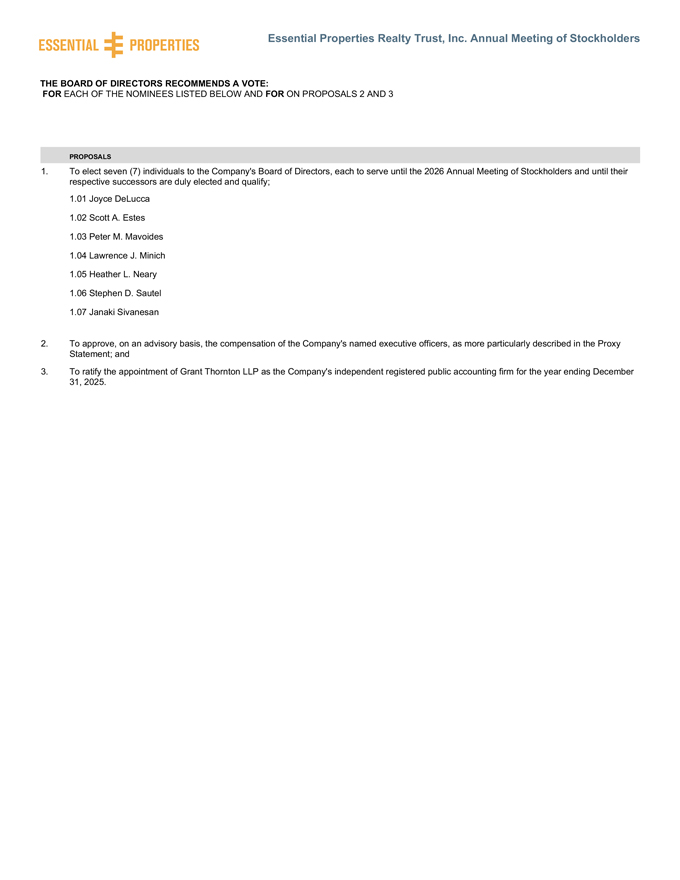 ESSENTIAL PROPERTIES
Essential Properties Realty Trust, Inc. Annual Meeting of Stockholders
THE BOARD OF DIRECTORS RECOMMENDS A VOTE:
FOR EACH OF THE NOMINEES LISTED BELOW AND FOR ON PROPOSALS 2 AND 3
PROPOSALS
1. To elect seven (7) individuals to the Company's Board of Directors, each to serve until the 2026 Annual Meeting of Stockholders and until their
respective successors are duly elected and qualify;
1.01 Joyce DeLucca
1.02 Scott A. Estes
1.03 Peter M. Mavoides
1.04 Lawrence J. Minich
1.05 Heather L. Neary
1.06 Stephen D. Sautel
1.07 Janaki Sivanesan
2. To approve, on an advisory basis, the compensation of the Company's named executive officers, as more particularly described in the Proxy
Statement; and
3. To ratify the appointment of Grant Thornton LLP as the Company's independent registered public accounting firm for the year ending December
31, 2025.